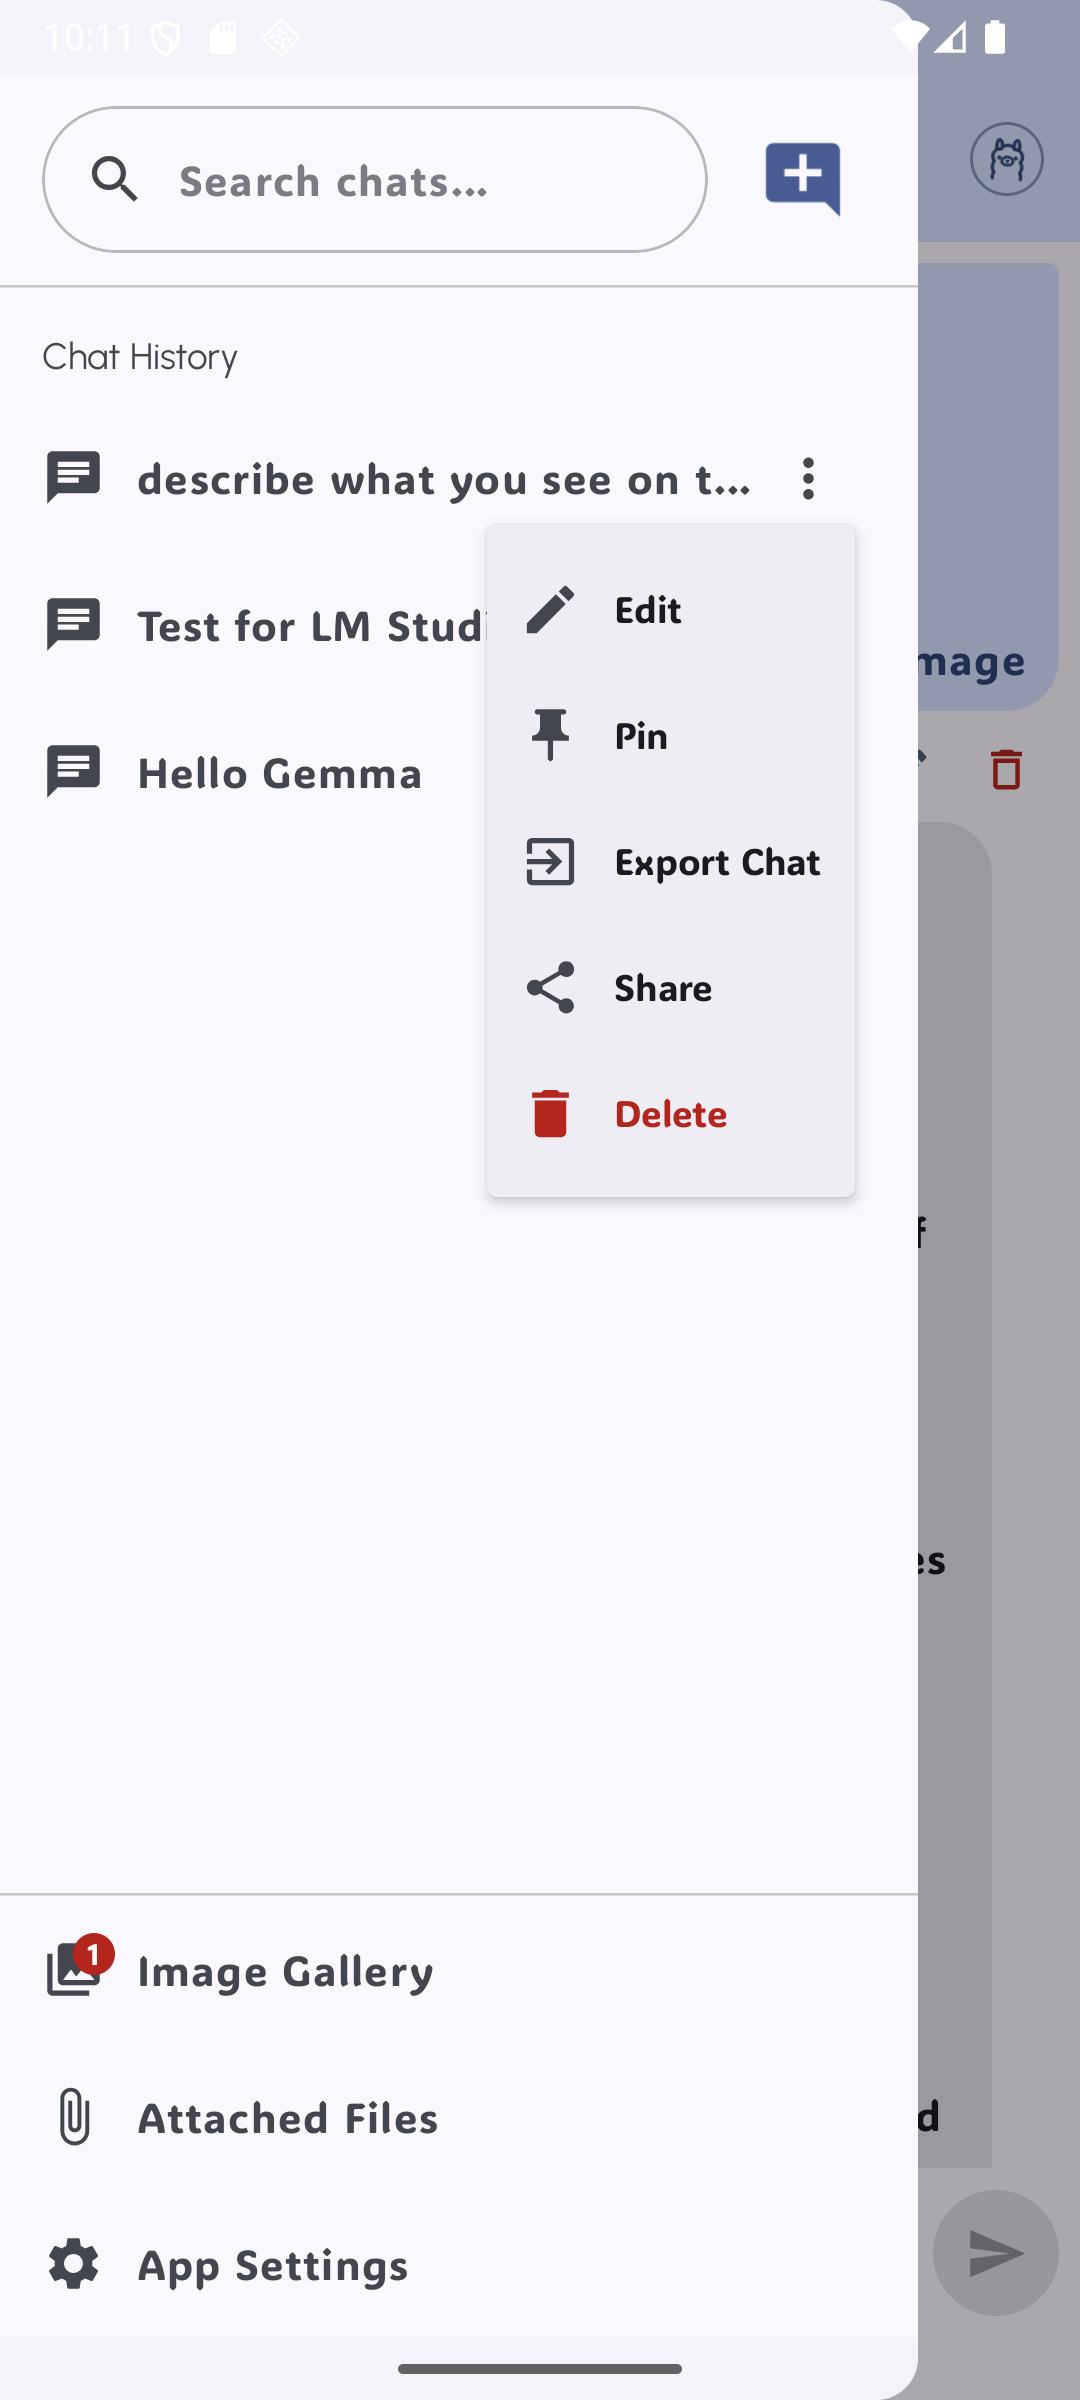 10:11
Search chats...
Chat History
describe what you see on t...
Edit
Test for LM Studi
mage
Pin
Hello Gemma
Export Chat
Share
Delete
f
es
1
Image Gallery
Attached Files
d
App Settings